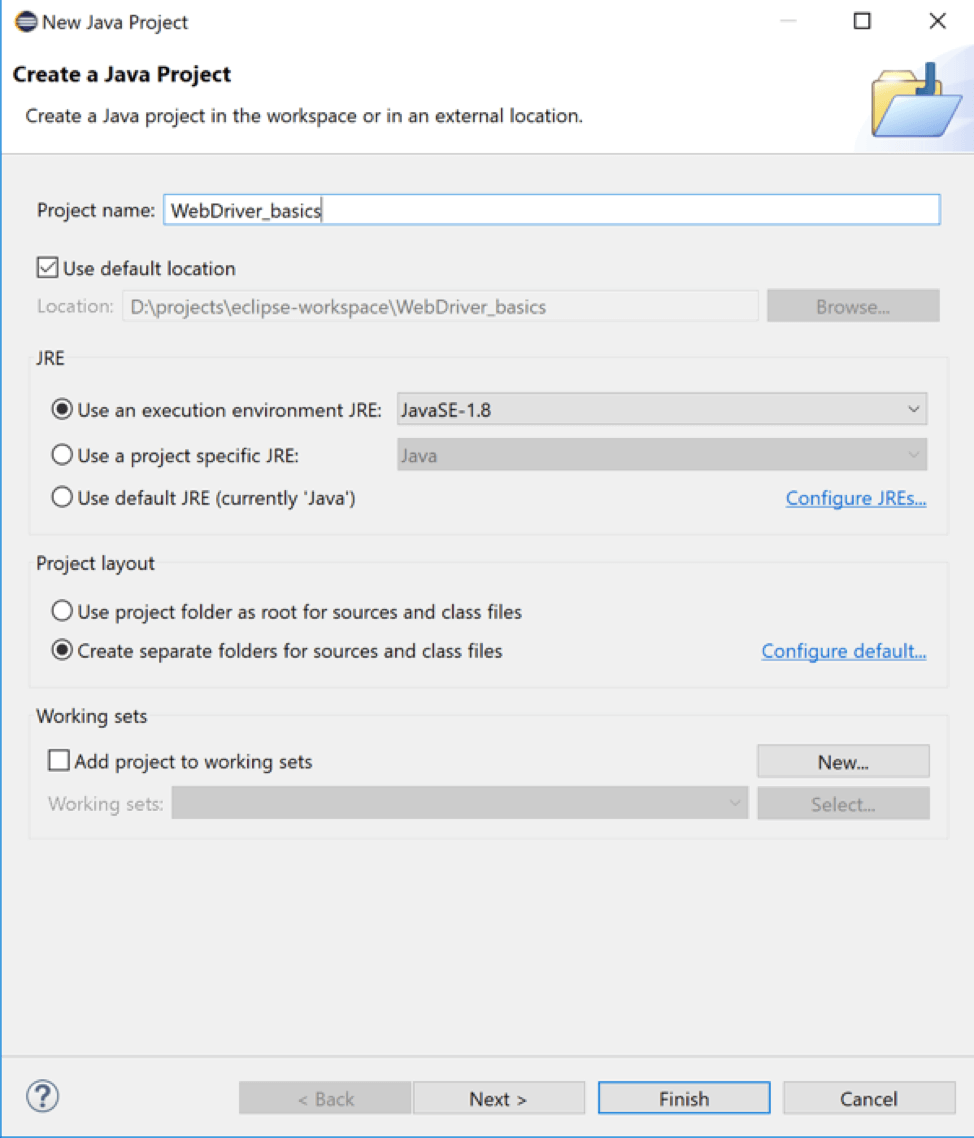 New Java Project
Create a Java Project
Create a Java project in the workspace or in an external location.
Project name: WebDriver_basics
Use default location
Location: D:\projects\eclipse-workspace\WebDriver_basics Browse...
JRE
Use an execution environment JRE: JavaSE-1.8
Use a project specific JRE: Java
Use default JRE (currently 'Java') Configure JREs...
Project layout
Use project folder as root for sources and class files
Create separate folders for sources and class files Configure default...
Working sets
Add project to working sets New...
Working sets: Select...
? < Back Next > Finish Cancel